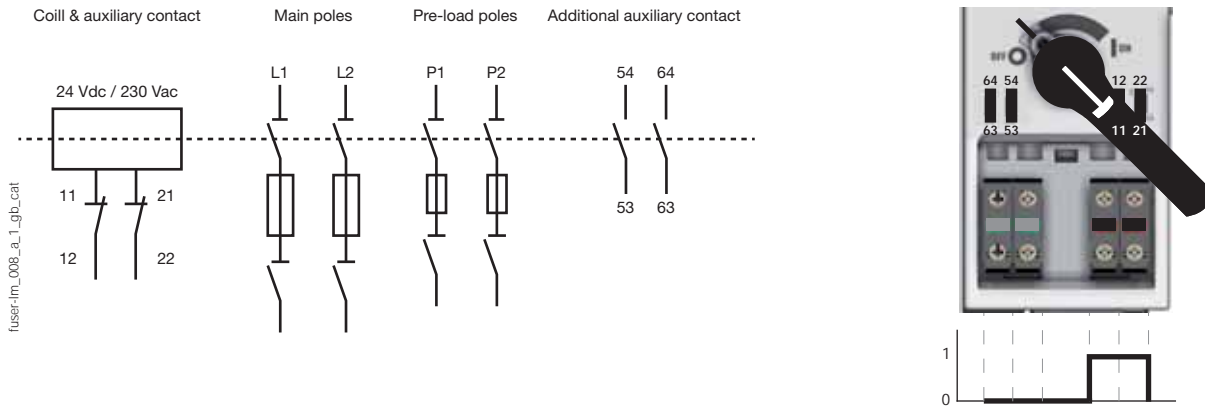 Coill & auxiliary contact
Main poles
Pre-load poles
Additional auxiliary contact
24 Vdc / 230 Vac
L1
L2
P1
P2
54
64
11
21
12
22
53
63
fuser-lm_008_a_1_gb_cat
OFF
ON
64 54
12 22
63 53
11 21
1
0